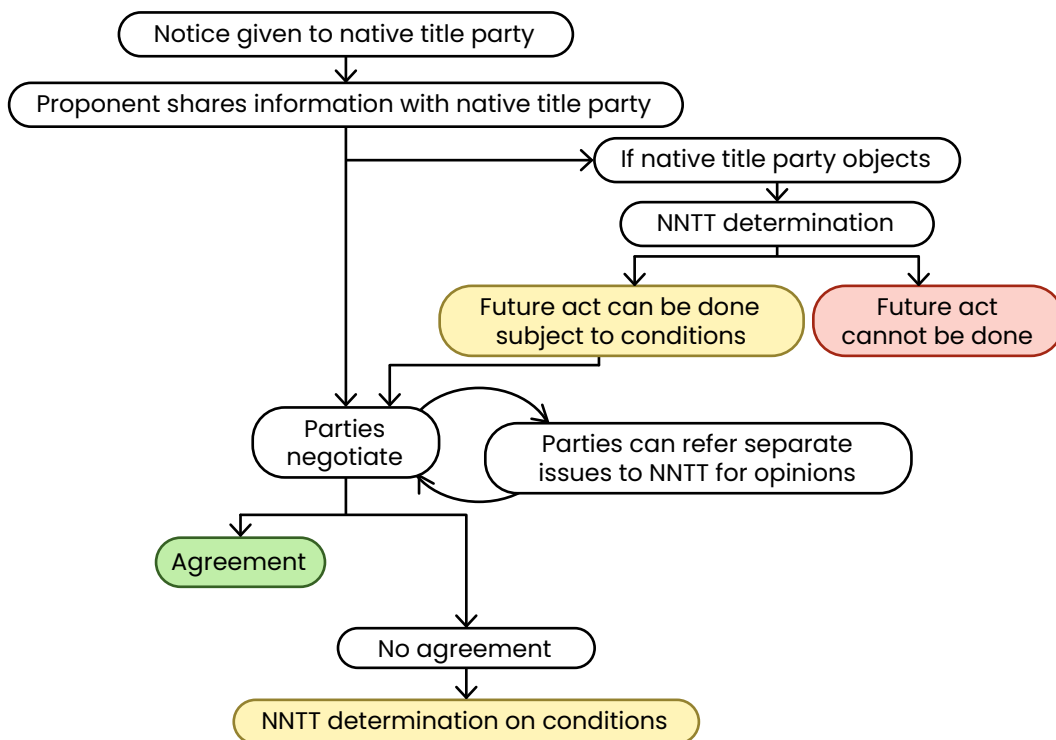 Notice given to native title party
Proponent shares information with native title party
If native title party objects
NNTT determination
Future act can be done
subject to conditions
Future act
cannot be done
Parties
negotiate
Parties can refer separate
issues to NNTT for opinions
Agreement
No agreement
NNTT determination on conditions